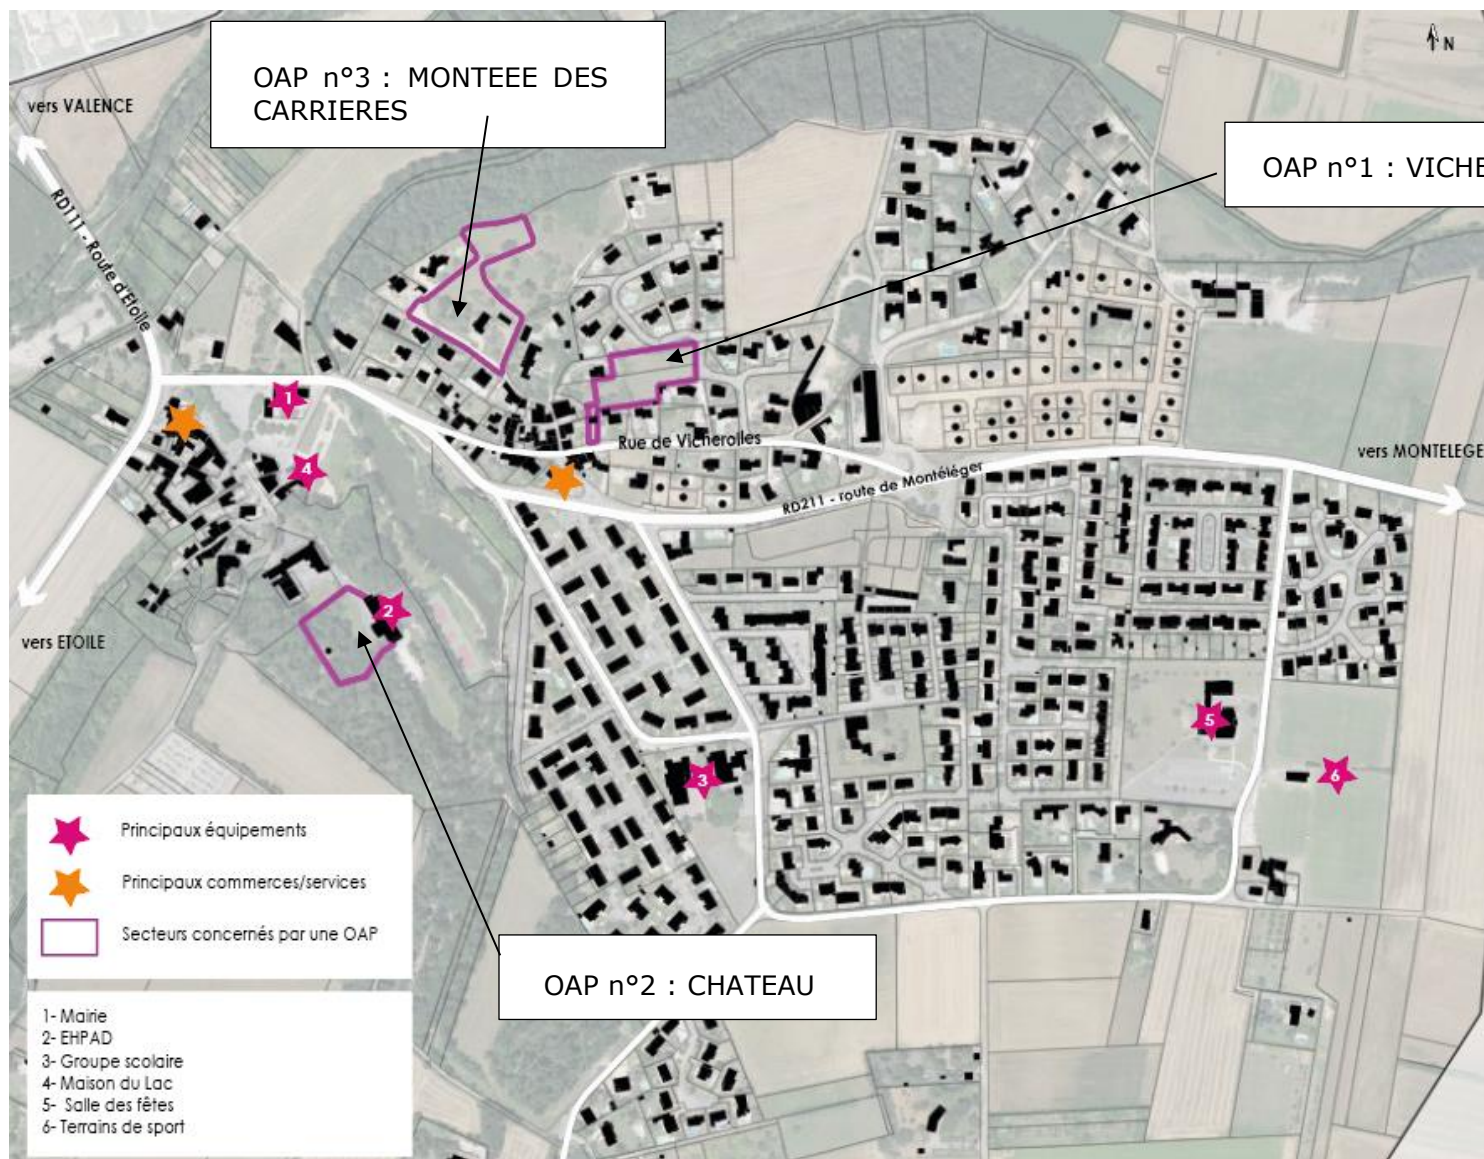 OAP n°3 : MONTEEE DES
CARRIERES
N
vers VALENCE
OAP n°1 : VICHE
RD111 - Route d'Etoile
1
4
Rue de Vicherolles
vers MONTELEGE
RD211 - route de Montéléger
2
vers ETOILE
5
3
6
Principaux équipements
Principaux commerces/services
Secteurs concernés par une OAP
OAP n°2 : CHATEAU
1- Mairie
2- EHPAD
3- Groupe scolaire
4- Maison du Lac
5- Salle des fêtes
6- Terrains de sport